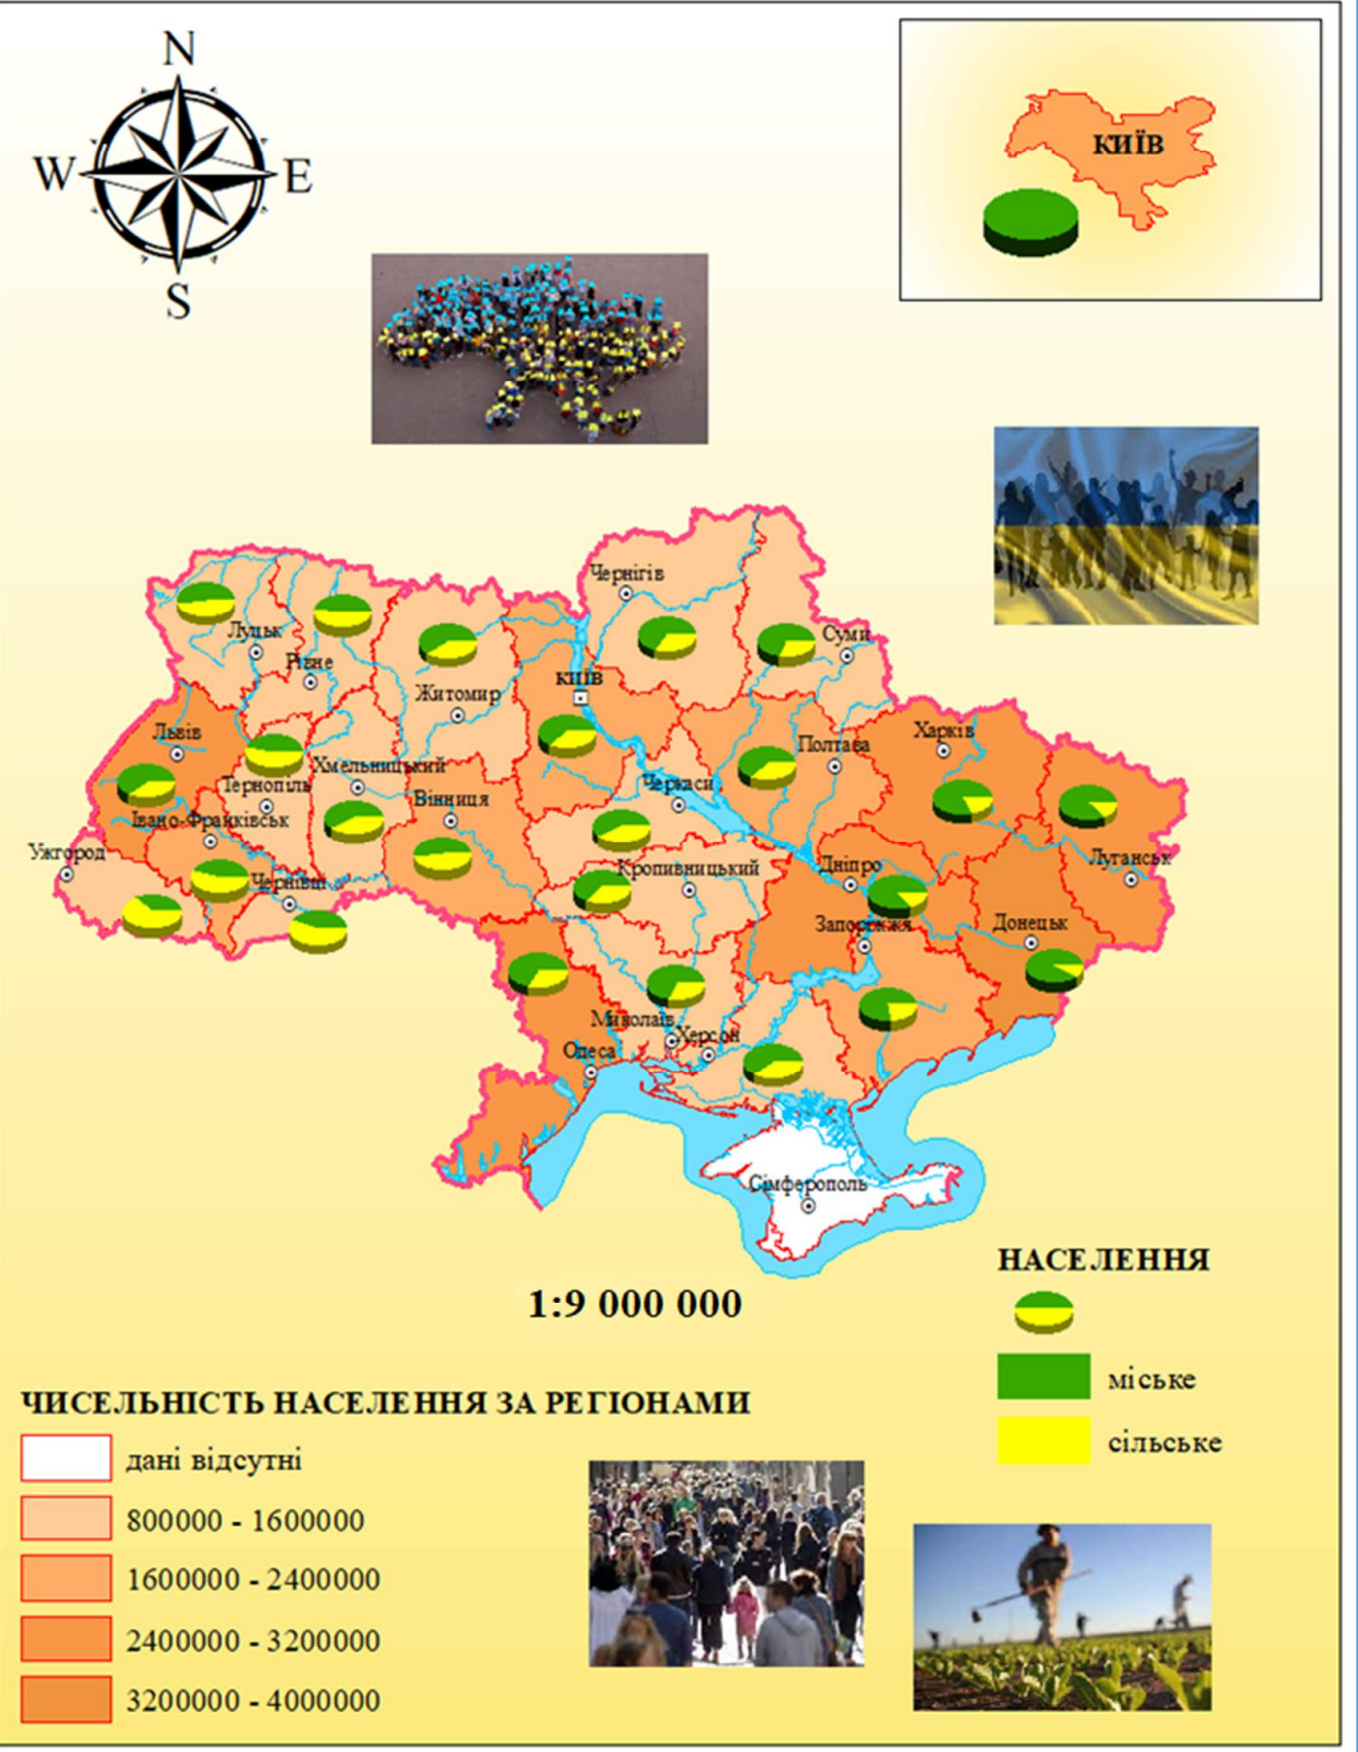 N
W
E
S
КИЇВ
Чернігів
Луцьк
Рівне
Суми
КИЇВ
Житомир
Львів
Харків
Полтава
Хмельницький
Тернопіль
Черкаси
Вінниця
Івано-Франківськ
Ужгород
Луганськ
Дніпро
Кропивницький
Чернівці
Запоріжжя
Донецьк
Миколаїв
Херсон
Одеса
Сімферополь
НАСЕЛЕННЯ
1:9 000 000
міське
ЧИСЕЛЬНІСТЬ НАСЕЛЕННЯ ЗА РЕГІОНАМИ
сільське
дані відсутні
800000 - 1600000
1600000 - 2400000
2400000 - 3200000
3200000 - 4000000